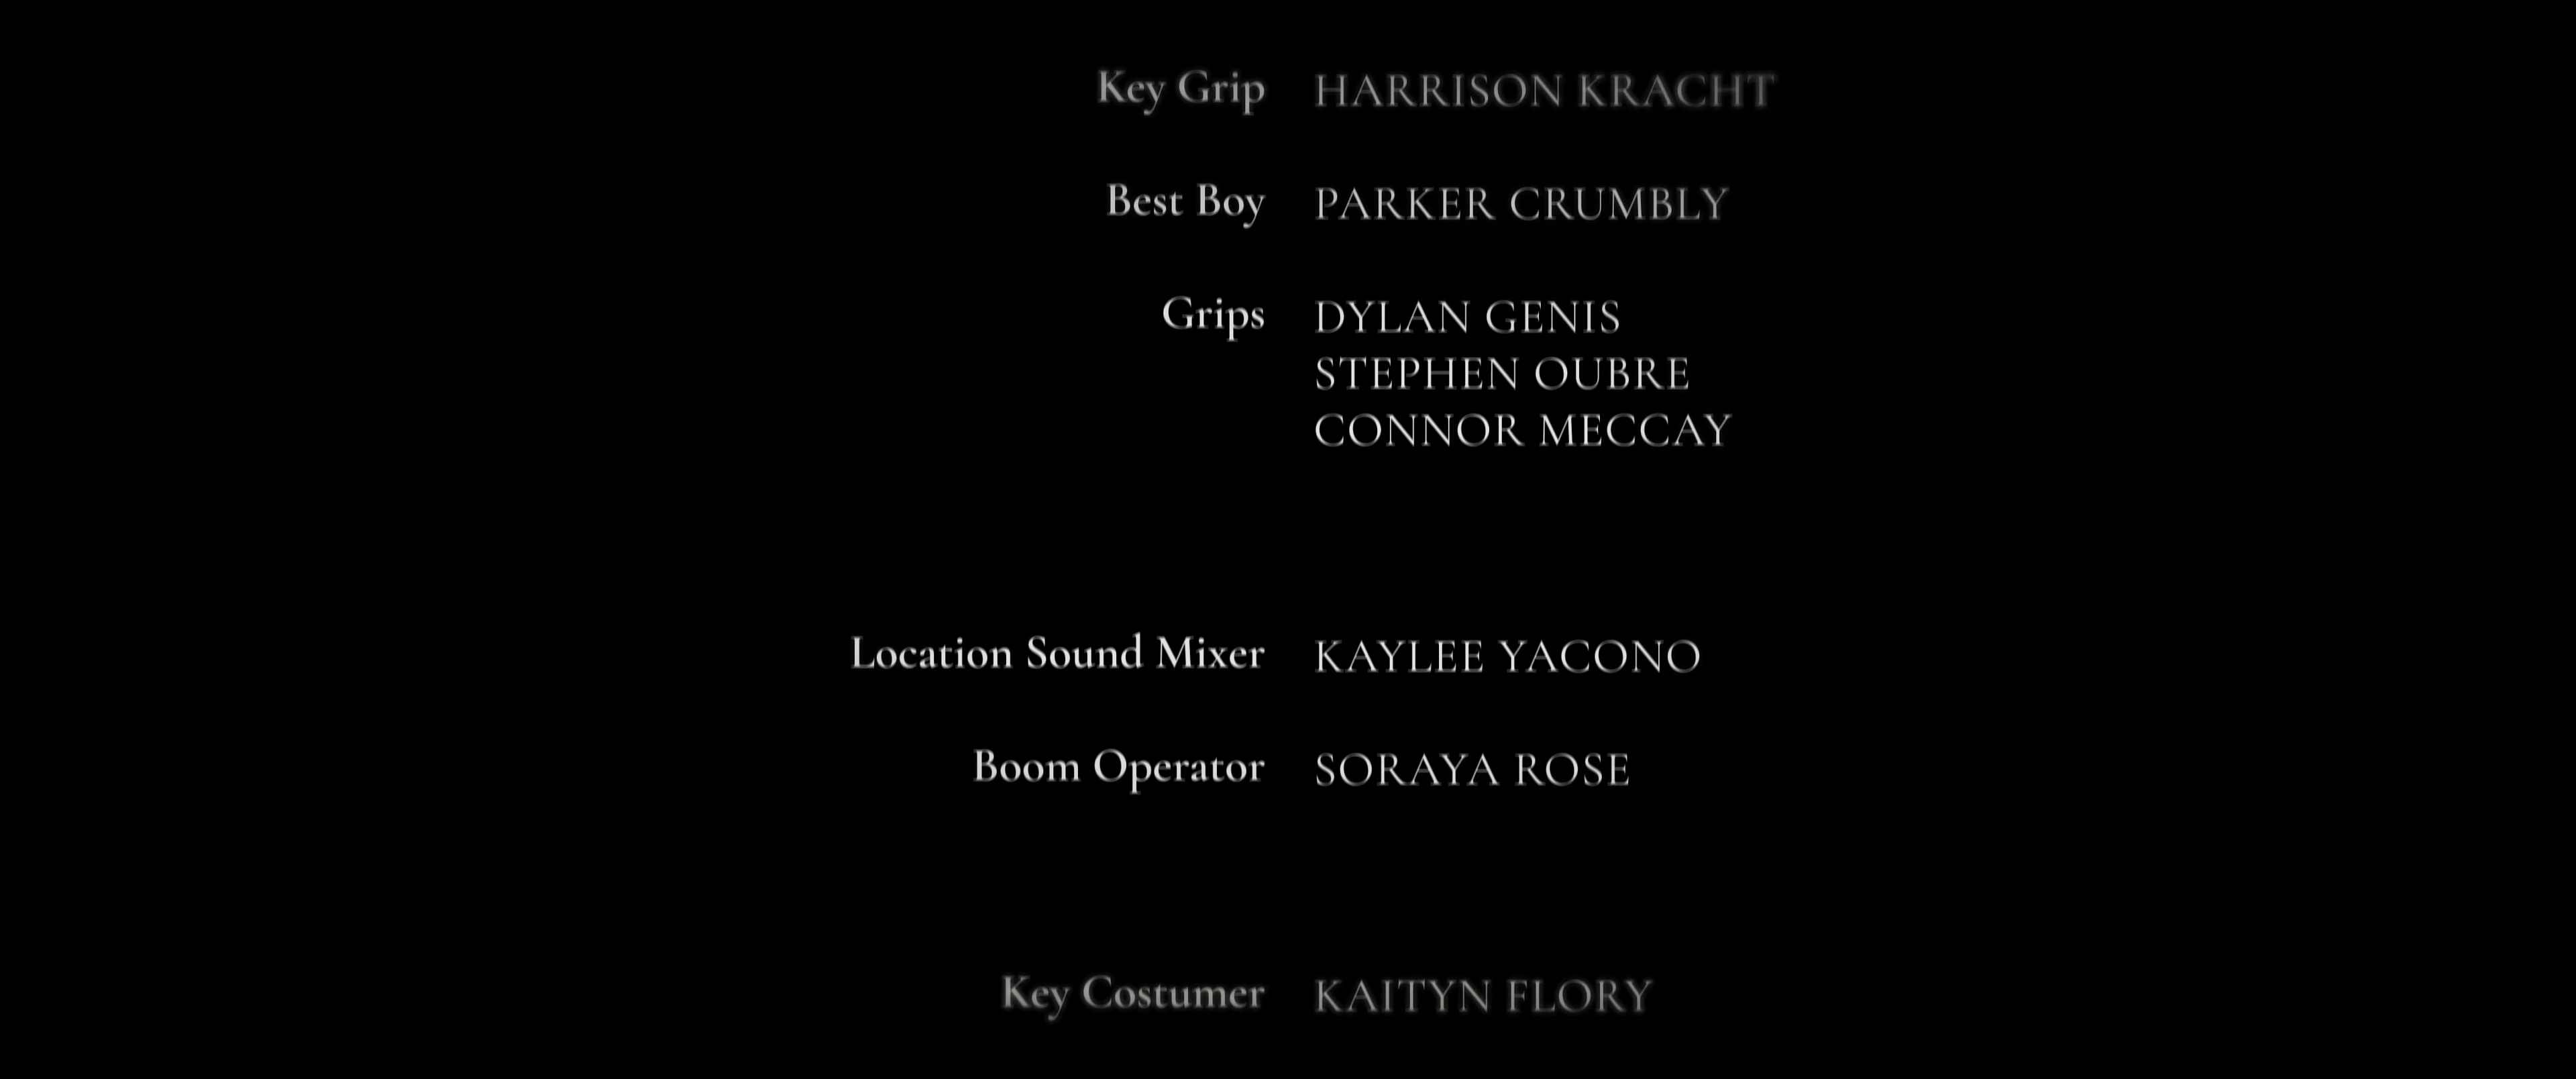 Key Grip HARRISON KRACHT
Best Boy PARKER CRUMBLY
Grips DYLAN GENIS
STEPHEN OUBRE
CONNOR MECCAY
Location Sound Mixer KAYLEE YACONO
Boom Operator SORAYA ROSE
Key Costumer KAITYN FLORY